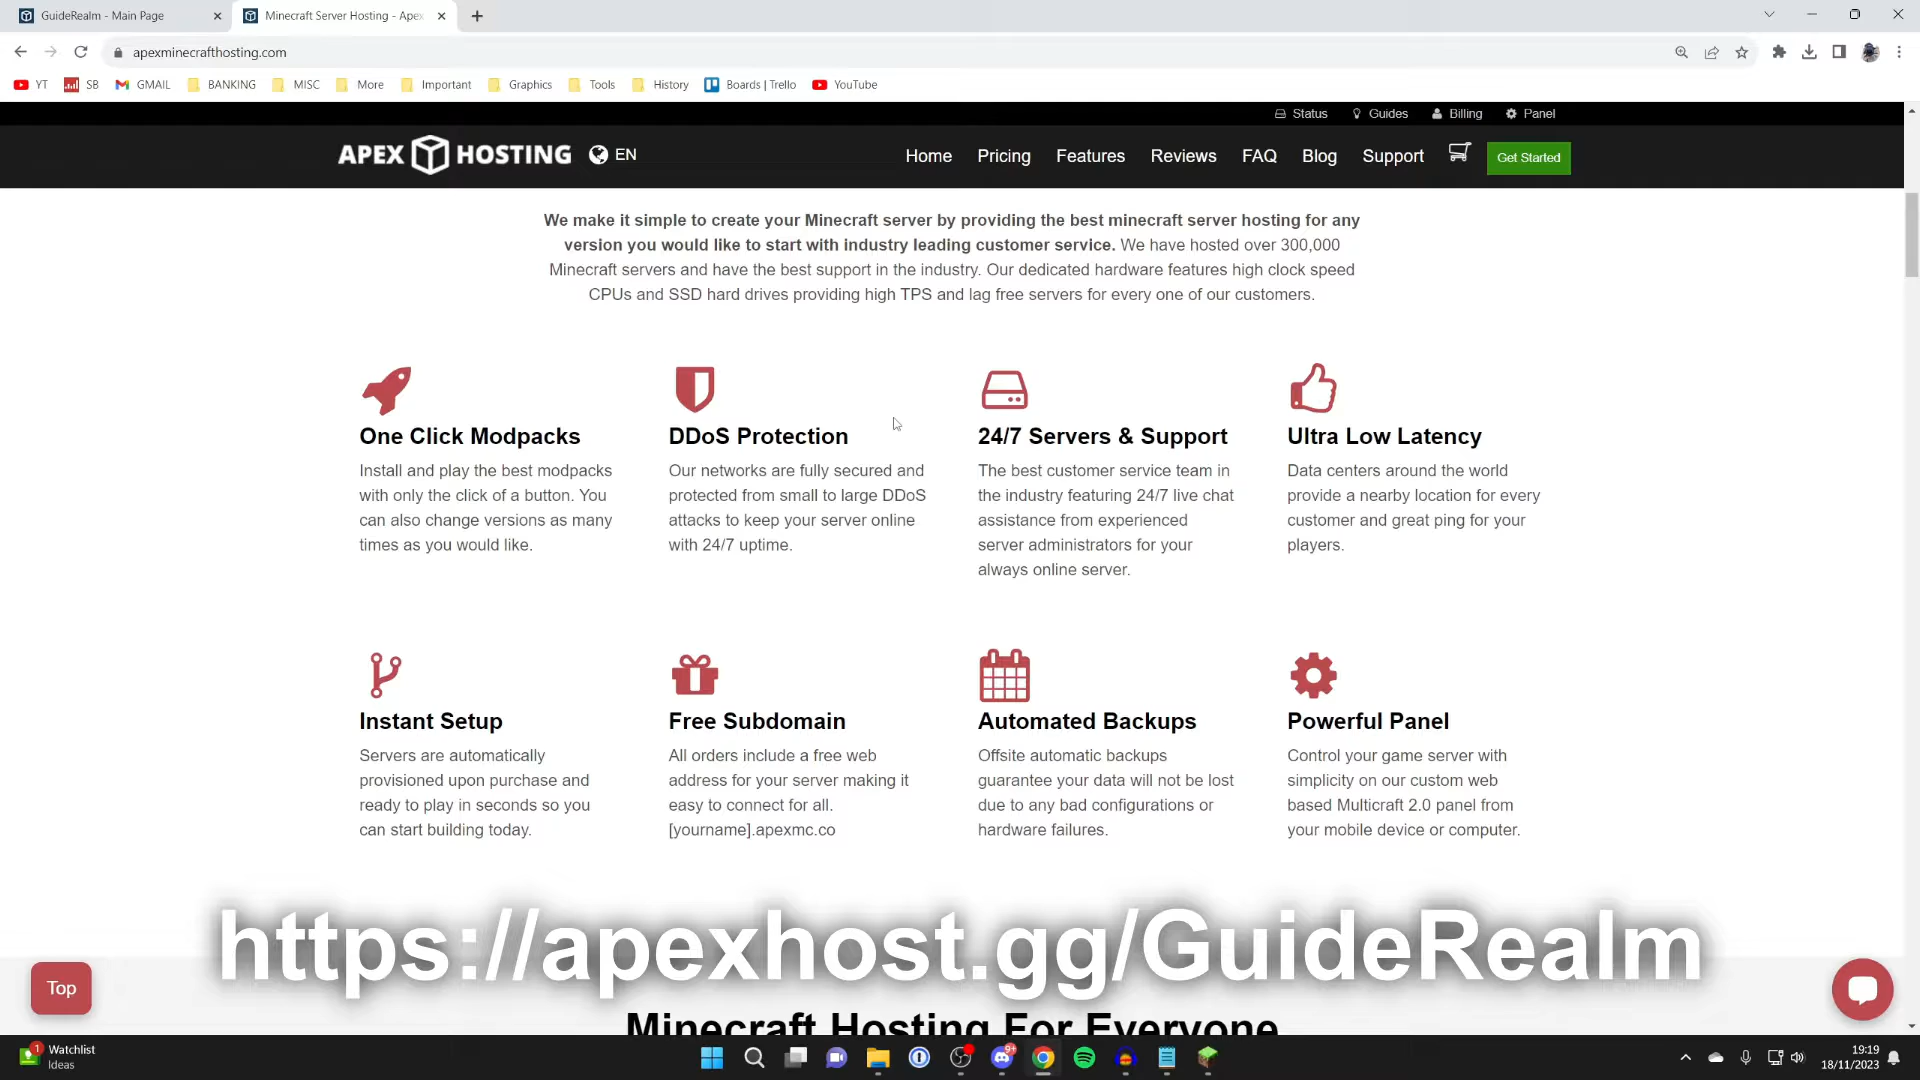 GuideRealm - Main Page
Minecraft Server Hosting - Apex
apexminecrafthosting.com
YT
SB
GMAIL
BANKING
MISC
More
Important
Graphics
Tools
History
Boards | Trello
YouTube
Status
Guides
Billing
Panel
APEX HOSTING
EN
Home
Pricing
Features
Reviews
FAQ
Blog
Support
Get Started
We make it simple to create your Minecraft server by providing the best minecraft server hosting for any
version you would like to start with industry leading customer service. We have hosted over 300,000
Minecraft servers and have the best support in the industry. Our dedicated hardware features high clock speed
CPUs and SSD hard drives providing high TPS and lag free servers for every one of our customers.
One Click Modpacks
Install and play the best modpacks
with only the click of a button. You
can also change versions as many
times as you would like.
DDoS Protection
Our networks are fully secured and
protected from small to large DDoS
attacks to keep your server online
with 24/7 uptime.
24/7 Servers & Support
The best customer service team in
the industry featuring 24/7 live chat
assistance from experienced
server administrators for your
always online server.
Ultra Low Latency
Data centers around the world
provide a nearby location for every
customer and great ping for your
players.
Instant Setup
Servers are automatically
provisioned upon purchase and
ready to play in seconds so you
can start building today.
Free Subdomain
All orders include a free web
address for your server making it
easy to connect for all.
[yourname].apexmc.co
Automated Backups
Offsite automatic backups
guarantee your data will not be lost
due to any bad configurations or
hardware failures.
Powerful Panel
Control your game server with
simplicity on our custom web
based Multicraft 2.0 panel from
your mobile device or computer.
https://apexhost.gg/GuideRealm
Top
Minecraft Hosting For Everyone
1
Watchlist
Ideas
9+
19:19
18/11/2023